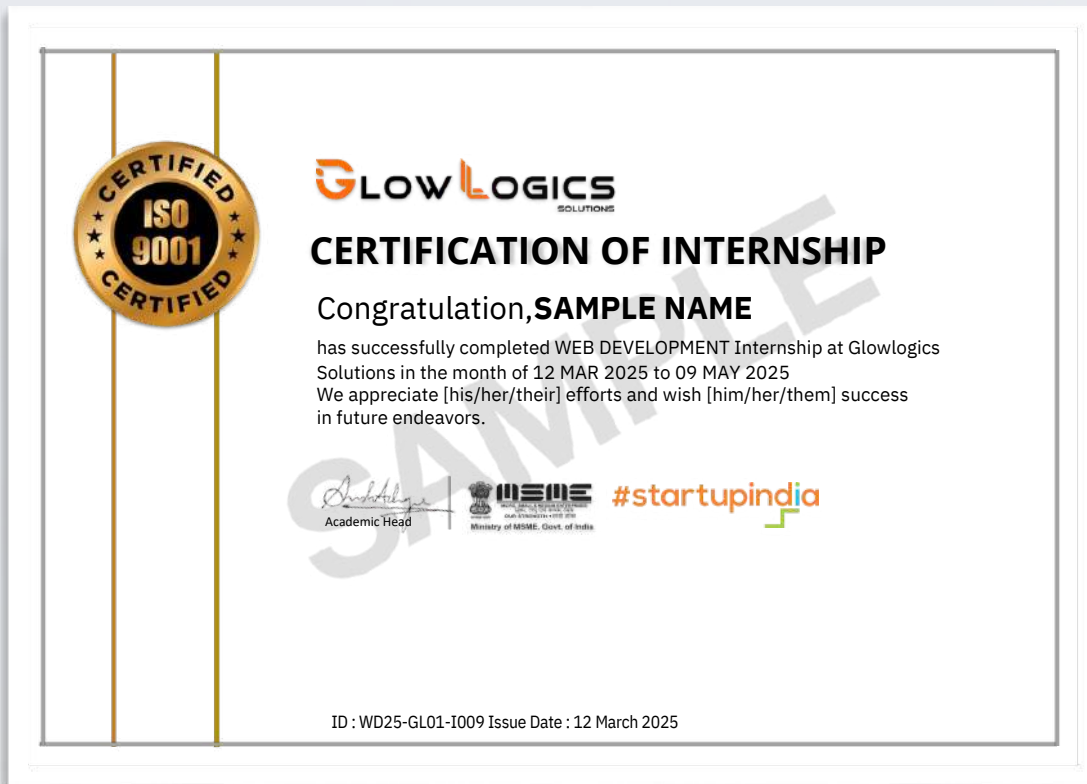 CERTIFIED
ISO
9001
CERTIFIED
GLOW LOGICS
SOLUTIONS
CERTIFICATION OF INTERNSHIP
Congratulation,SAMPLE NAME
has successfully completed WEB DEVELOPMENT Internship at Glowlogics
Solutions in the month of 12 MAR 2025 to 09 MAY 2025
We appreciate [his/her/their] efforts and wish [him/her/them] success
in future endeavors.
SAMPLE
Academic Head
MSME
Ministry of MSME. Govt. of India
#startupindia
ID : WD25-GL01-I009 Issue Date : 12 March 2025